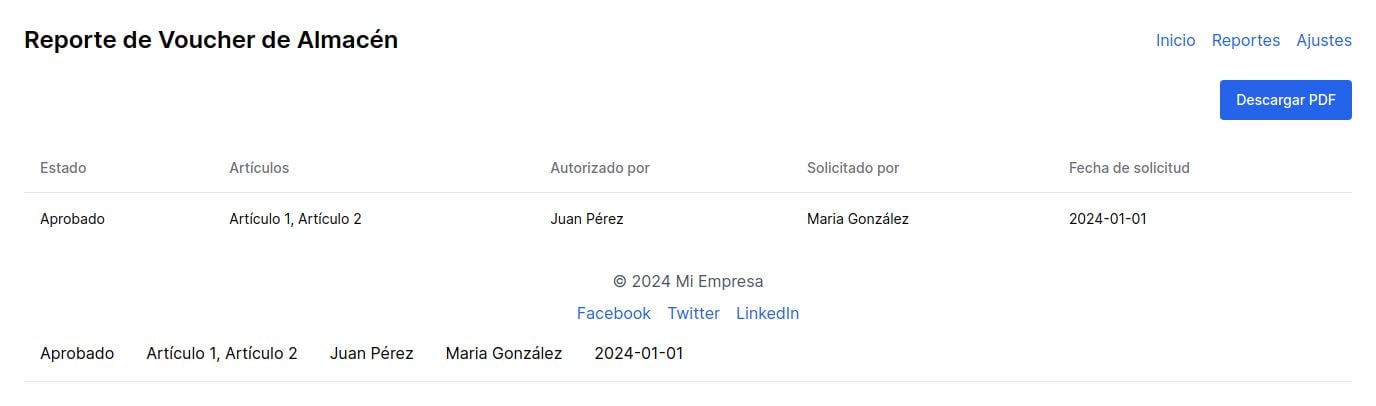 Reporte de Voucher de Almacén
Inicio Reportes Ajustes
Descargar PDF
Estado Artículos Autorizado por Solicitado por Fecha de solicitud
Aprobado Artículo 1, Artículo 2 Juan Pérez Maria González 2024-01-01
© 2024 Mi Empresa
Facebook Twitter LinkedIn
Aprobado Artículo 1, Artículo 2 Juan Pérez Maria González 2024-01-01